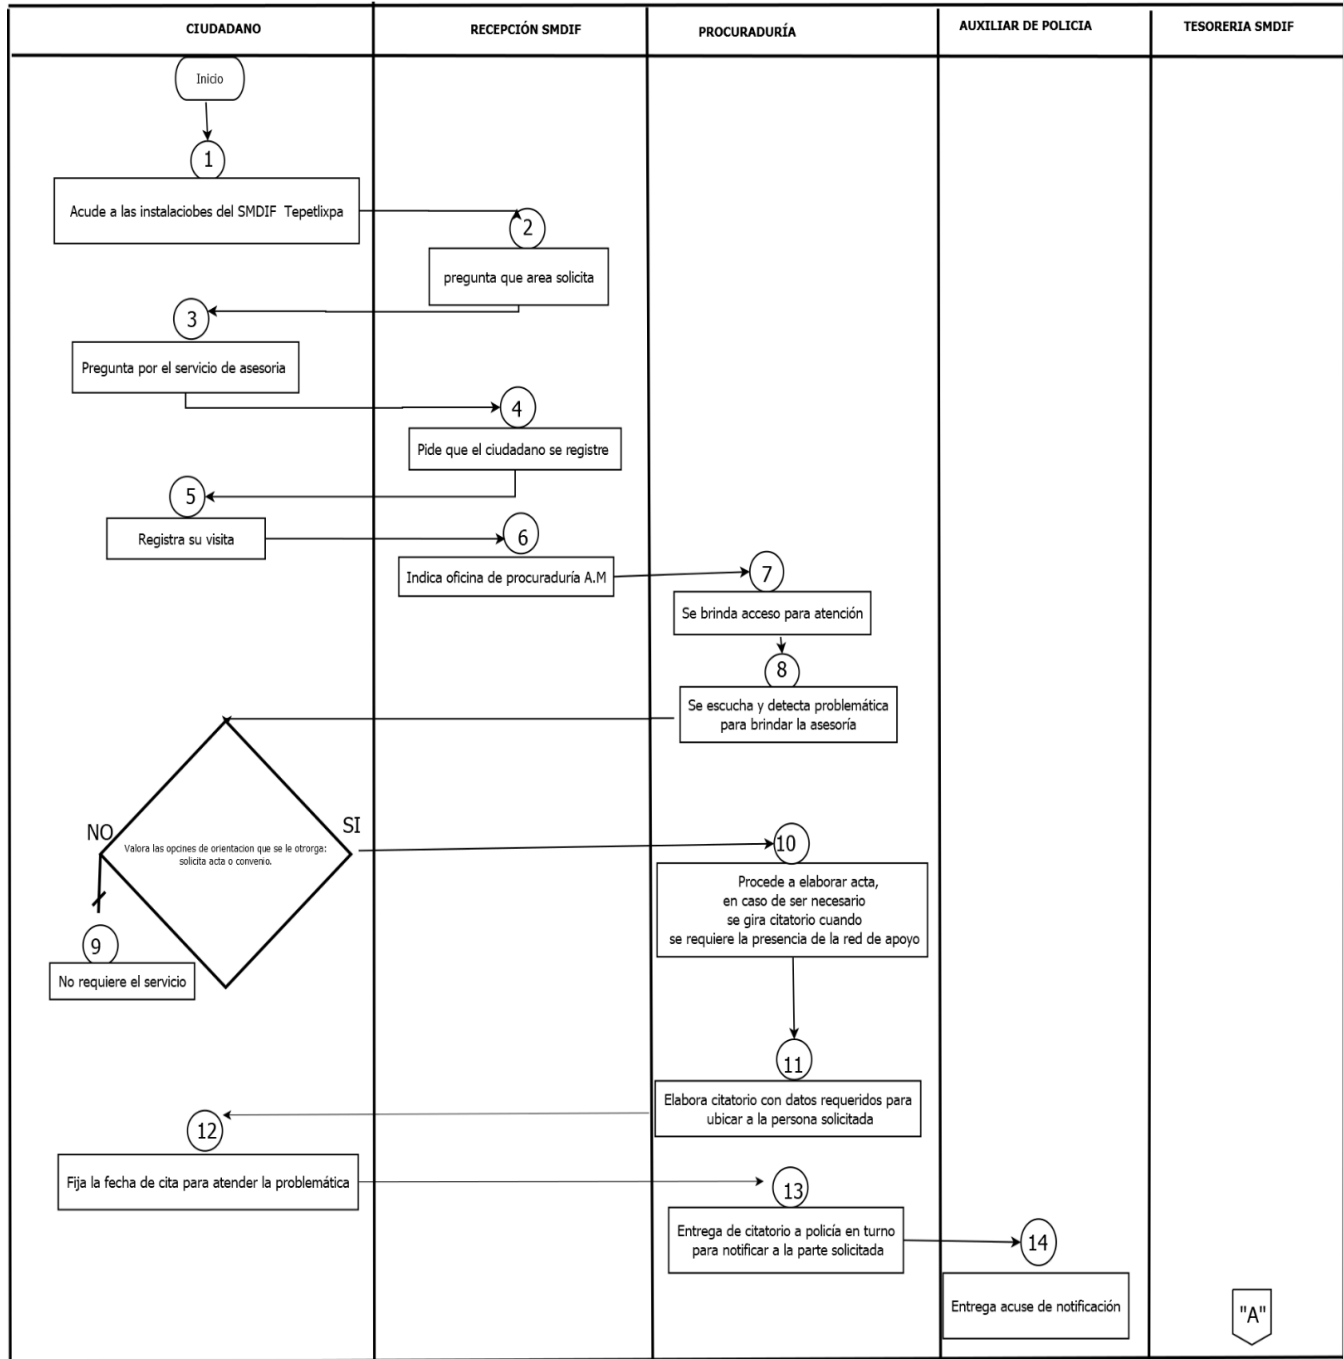 CIUDADANO
RECEPCIÓN SMDIF
PROCURADURÍA
AUXILIAR DE POLICIA
TESORERIA SMDIF
Inicio
1
Acude a las instalaciobes del SMDIF Tepetlixpa
2
pregunta que area solicita
3
Pregunta por el servicio de asesoria
4
Pide que el ciudadano se registre
5
Registra su visita
6
Indica oficina de procuraduría A.M
7
Se brinda acceso para atención
8
Se escucha y detecta problemática
para brindar la asesoría
NO
SI
Valora las opcines de orientacion que se le otrorga:
solicita acta o convenio.
9
No requiere el servicio
10
Procede a elaborar acta,
en caso de ser necesario
se gira citatorio cuando
se requiere la presencia de la red de apoyo
11
Elabora citatorio con datos requeridos para
ubicar a la persona solicitada
12
Fija la fecha de cita para atender la problemática
13
Entrega de citatorio a policía en turno
para notificar a la parte solicitada
14
Entrega acuse de notificación
"A"